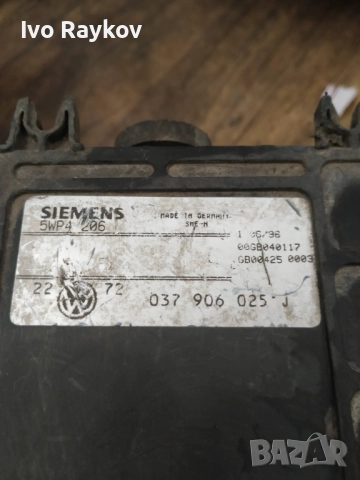 Ivo Raykov
SIEMENS
5WP4 206
MADE IN GERMANY
SME-M
1 JG/96
00GB040117
GB00425 0003
22 72
037 906 025 J
BAZAR